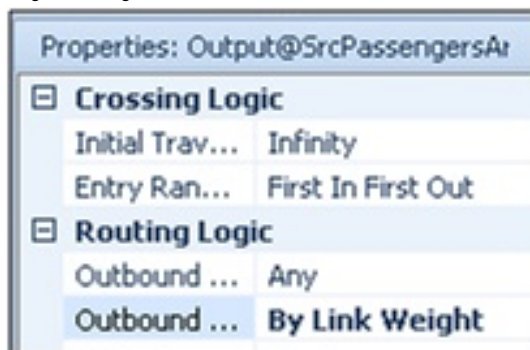 Properties: Output@SrcPassengersAr
Crossing Logic
Initial Trav... Infinity
Entry Ran... First In First Out
Routing Logic
Outbound ... Any
Outbound ... By Link Weight